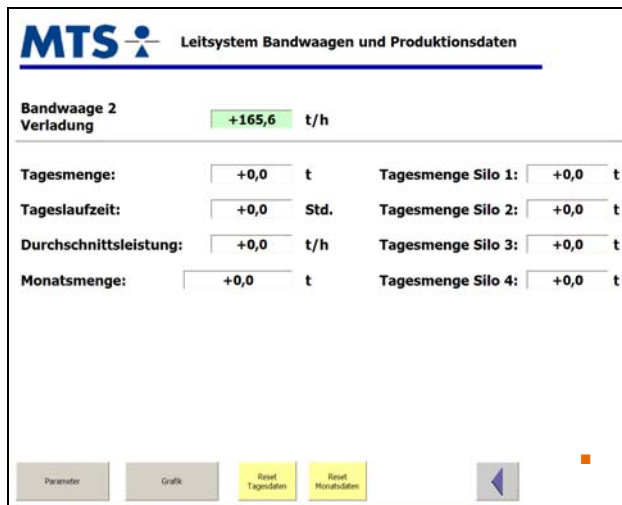 MTS Leitsystem Bandwaagen und Produktionsdaten
Bandwaage 2
Verladung
+165,6 t/h
Tagesmenge: +0,0 t Tagesmenge Silo 1: +0,0 t
Tageslaufzeit: +0,0 Std. Tagesmenge Silo 2: +0,0 t
Durchschnittsleistung: +0,0 t/h Tagesmenge Silo 3: +0,0 t
Monatsmenge: +0,0 t Tagesmenge Silo 4: +0,0 t
Parameter
Grafik
Reset
Tagesdaten
Reset
Monatsdaten